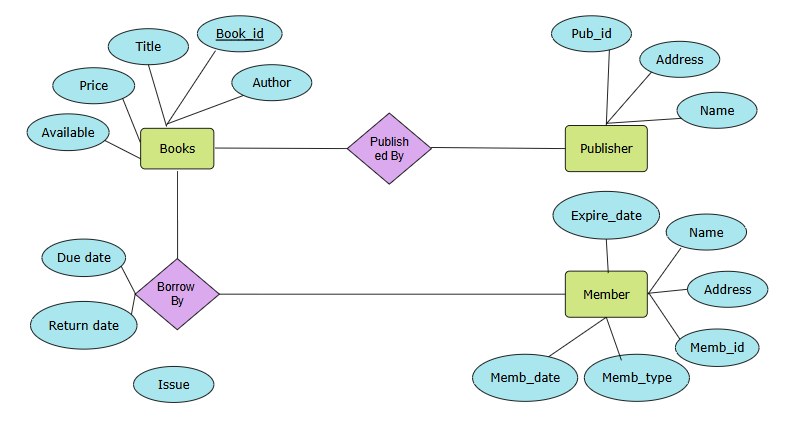 Book_id
Pub_id
Title
Address
Author
Price
Name
Available
Books
Publish
ed By
Publisher
Expire_date
Name
Due date
Borrow
By
Member
Address
Return date
Memb_id
Issue
Memb_date
Memb_type